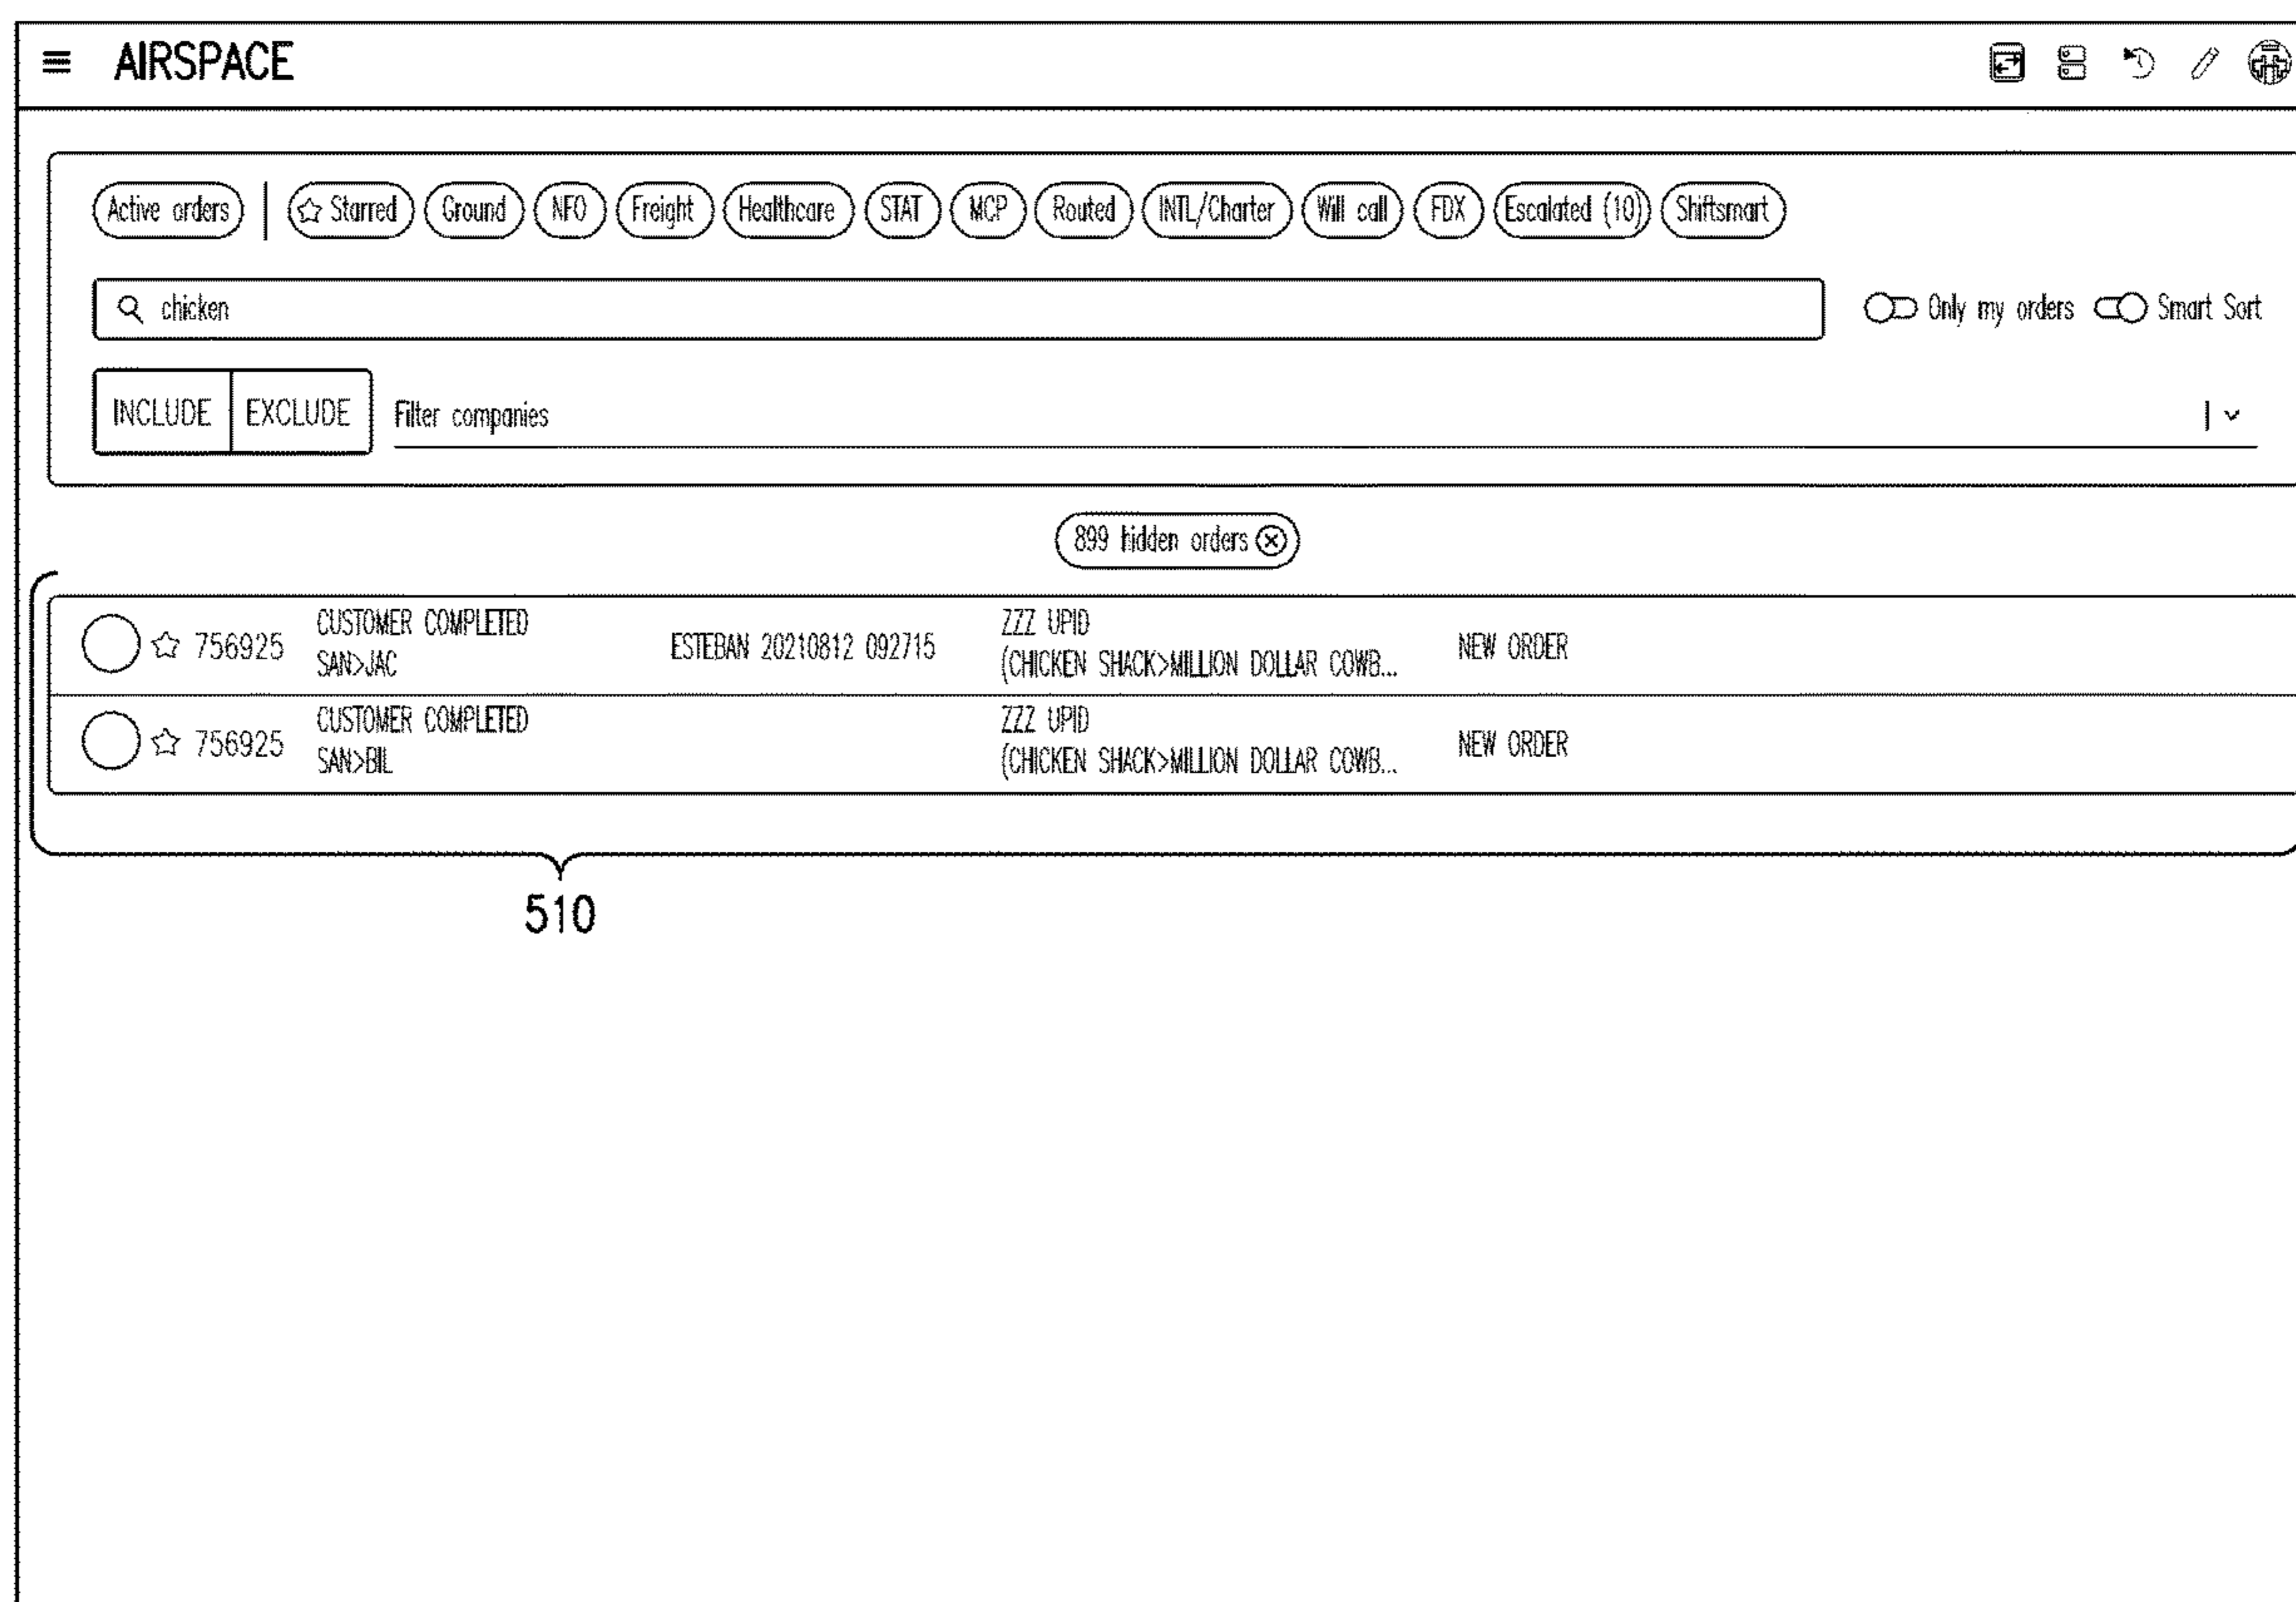 AIRSPACE
Active orders Starred Ground NFO Freight Healthcare STAT MCP Routed INTL/Charter Will call FDX Escalated (10) Shiftsmart
chicken Only my orders Smart Sort
INCLUDE EXCLUDE Filter companies
899 hidden orders
CUSTOMER COMPLETED ZZZ UPID
756925 ESTEBAN 20210812 092715 NEW ORDER
SAN>JAC (CHICKEN SHACK>MILLION DOLLAR COWB...
CUSTOMER COMPLETED ZZZ UPID
756925 NEW ORDER
SAN>BIL (CHICKEN SHACK>MILLION DOLLAR COWB...
510